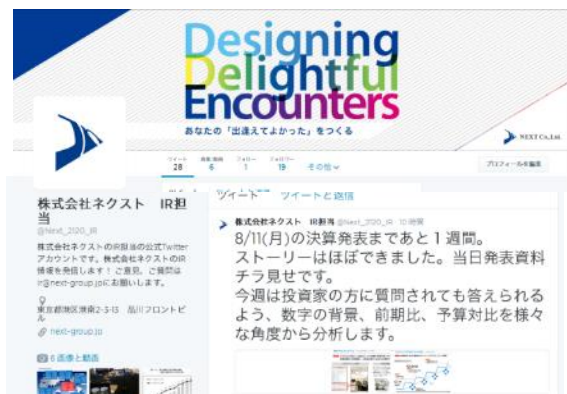 Designing
Delightful
Encounters
あなたの「出逢えてよかった」をつくる
NEXT Co.,Ltd.
ツイート
28
6
フォロー
1
フォロワー
19
その他
プロフィールを編集
株式会社ネクスト IR担
当
@Next_2120_IR
株式会社ネクストのIR担当の公式Twitter
アカウントです。株式会社ネクストのIR
情報を発信します！ご意見、ご質問は
ir@next-group.jpにお願いします。
東京都港区港南2-3-13 品川フロントビ
ル
next-group.jp
6 画像と動画
ツイート ツイートと返信
株式会社ネクスト IR担当 @Next_2120_IR 10時間
8/11(月)の決算発表まであと1週間。
ストーリーはほぼできました。当日発表資料
チラ見せです。
今週は投資家の方に質問されても答えられる
よう、数字の背景、前期比、予算対比を様々
な角度から分析します。